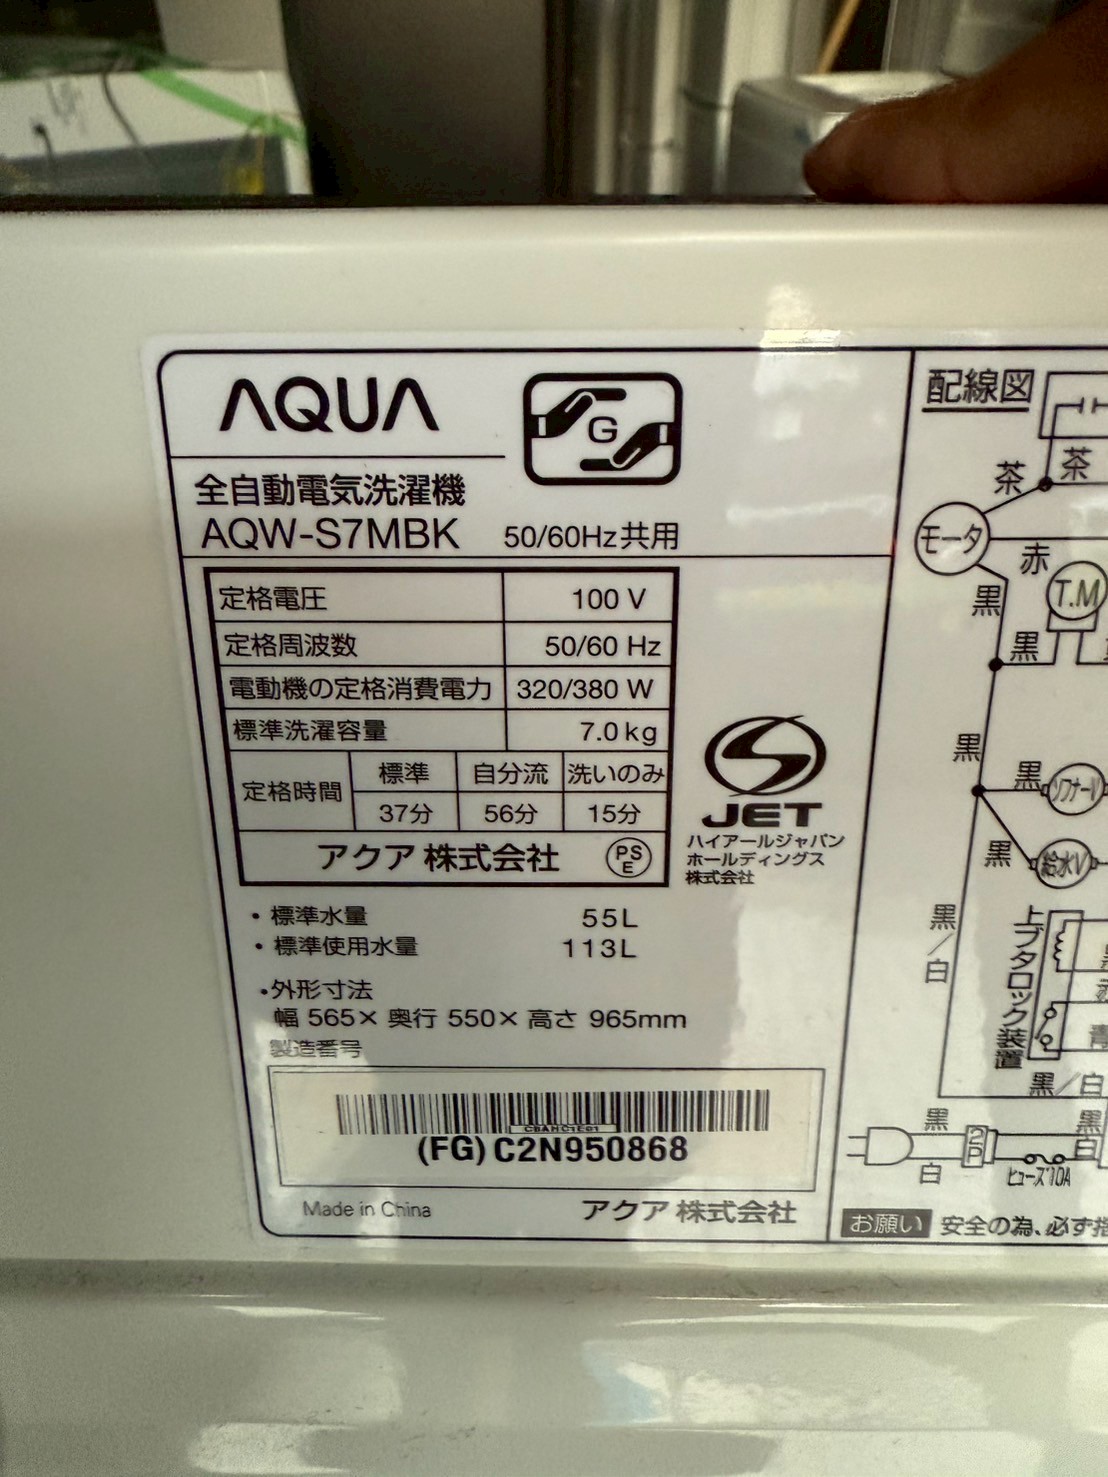 AQUA
G
全自動電気洗濯機
AQW-S7MBK 50/60Hz共用
定格電圧 100 V
定格周波数 50/60 Hz
電動機の定格消費電力 320/380 W
標準洗濯容量 7.0kg
定格時間 標準 自分流 洗いのみ
37分 56分 15分
アクア 株式会社 PSE
JET
ハイアールジャパン
ホールディングス
株式会社
・標準水量 55L
・標準使用水量 113L
・外形寸法
幅 565× 奥行 550× 高さ 965mm
製造番号
CBAHC1E01
(FG) C2N950868
Made in China アクア 株式会社
配線図
茶 茶
モータ
赤
黒
T.M
黒
黒
黒
ソフナーV
黒
給水V
黒/白
上フタロック装置
青
黒/白
黒
黒
2P
白
白
ヒューズ10A
お願い 安全の為、必ず指